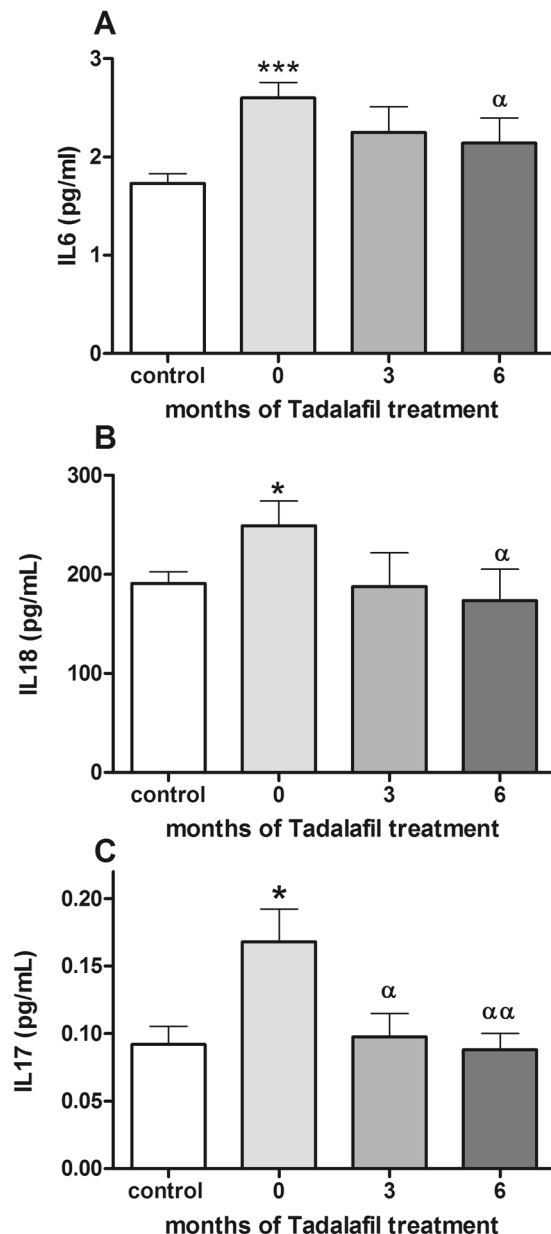 A
IL6 (pg/ml)
3
2
1
0
***
α
control 0 3 6
months of Tadalafil treatment
B
IL18 (pg/mL)
300
200
100
0
*
α
control 0 3 6
months of Tadalafil treatment
C
IL17 (pg/mL)
0.20
0.15
0.10
0.05
0.00
*
α
αα
control 0 3 6
months of Tadalafil treatment